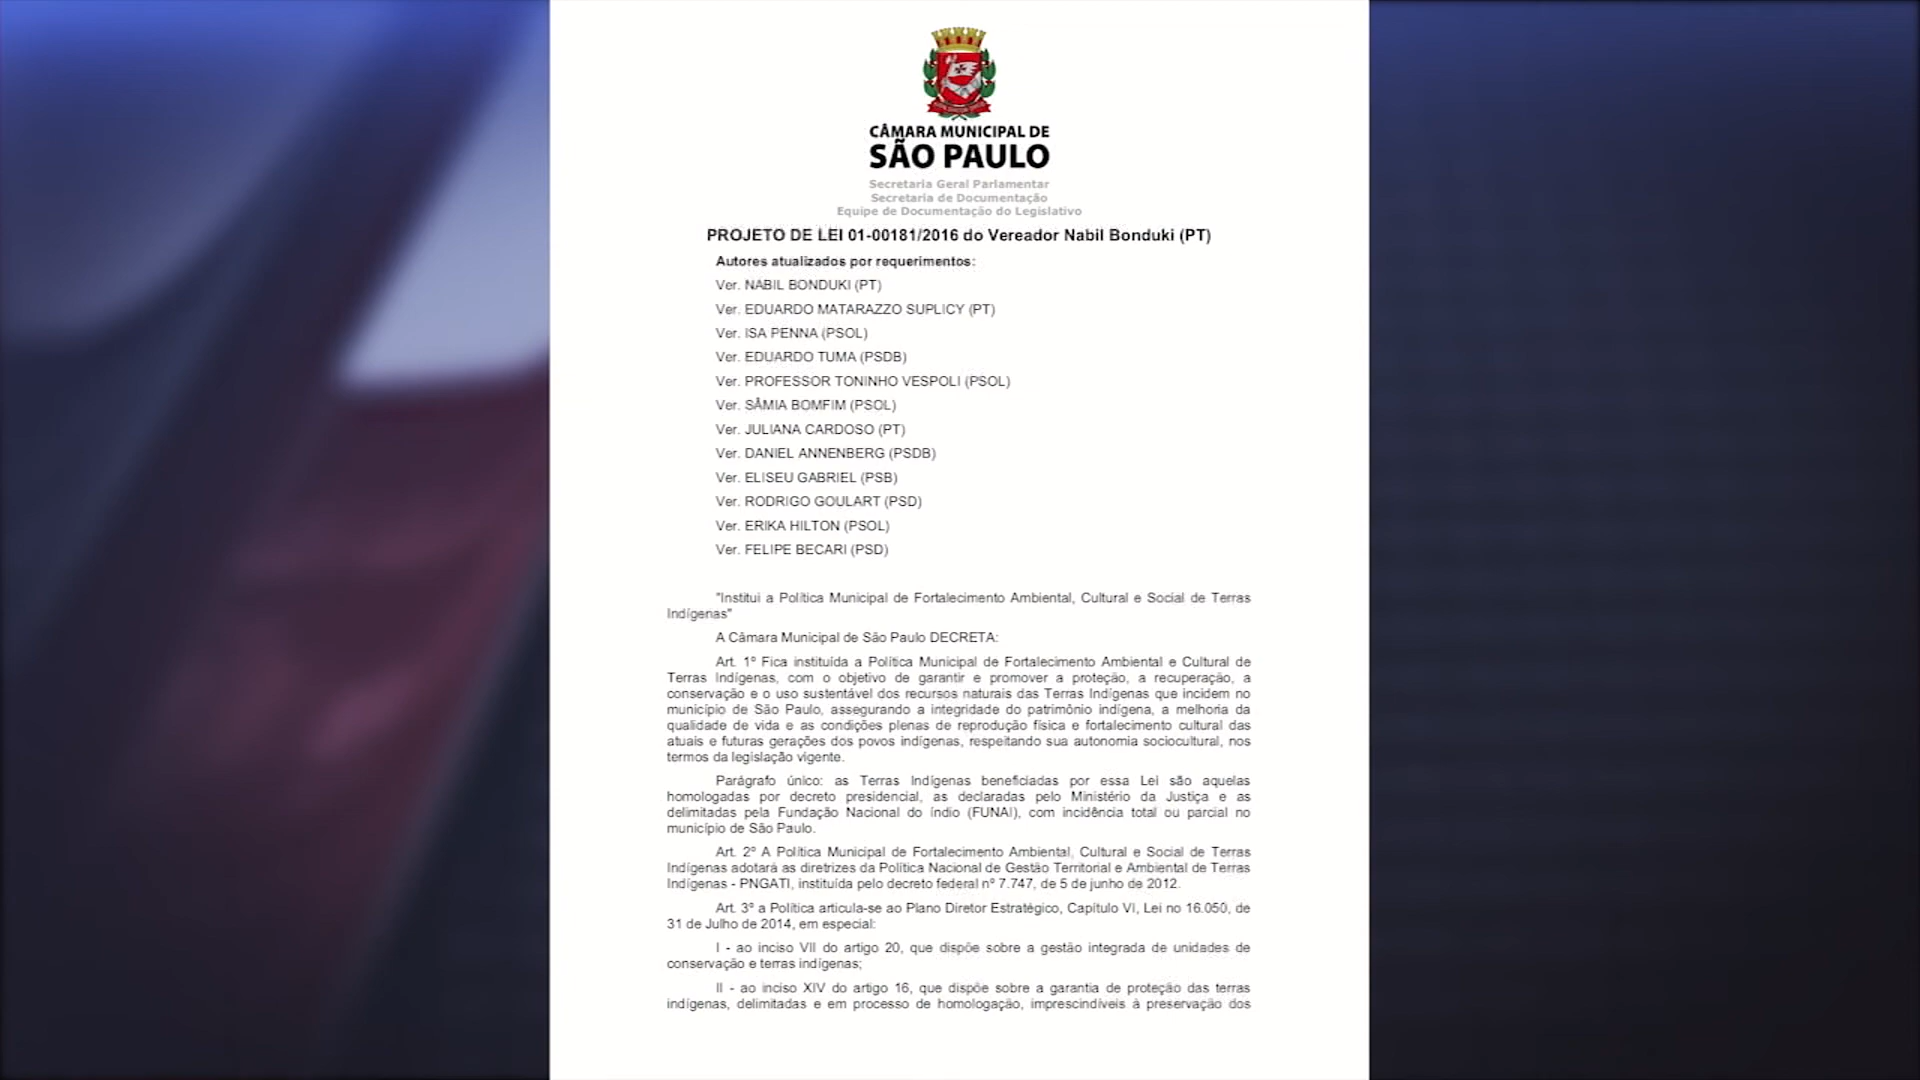 CÂMARA MUNICIPAL DE
SÃO PAULO
Secretaria Geral Parlamentar
Secretaria de Documentação
Equipe de Documentação do Legislativo
PROJETO DE LEI 01-00181/2016 do Vereador Nabil Bonduki (PT)
Autores atualizados por requerimentos:
Ver. NABIL BONDUKI (PT)
Ver. EDUARDO MATARAZZO SUPLICY (PT)
Ver. ISA PENNA (PSOL)
Ver. EDUARDO TUMA (PSDB)
Ver. PROFESSOR TONINHO VESPOLI (PSOL)
Ver. SÂMIA BOMFIM (PSOL)
Ver. JULIANA CARDOSO (PT)
Ver. DANIEL ANNENBERG (PSDB)
Ver. ELISEU GABRIEL (PSB)
Ver. RODRIGO GOULART (PSD)
Ver. ERIKA HILTON (PSOL)
Ver. FELIPE BECARI (PSD)
"Institui a Política Municipal de Fortalecimento Ambiental, Cultural e Social de Terras
Indígenas"
A Câmara Municipal de São Paulo DECRETA:
Art. 1º Fica instituída a Política Municipal de Fortalecimento Ambiental e Cultural de
Terras Indígenas, com o objetivo de garantir e promover a proteção, a recuperação, a
conservação e o uso sustentável dos recursos naturais das Terras Indígenas que incidem no
município de São Paulo, assegurando a integridade do patrimônio indígena, a melhoria da
qualidade de vida e as condições plenas de reprodução física e fortalecimento cultural das
atuais e futuras gerações dos povos indígenas, respeitando sua autonomia sociocultural, nos
termos da legislação vigente.
Parágrafo único: as Terras Indígenas beneficiadas por essa Lei são aquelas
homologadas por decreto presidencial, as declaradas pelo Ministério da Justiça e as
delimitadas pela Fundação Nacional do índio (FUNAI), com incidência total ou parcial no
município de São Paulo.
Art. 2º A Política Municipal de Fortalecimento Ambiental, Cultural e Social de Terras
Indígenas adotará as diretrizes da Política Nacional de Gestão Territorial e Ambiental de Terras
Indígenas - PNGATI, instituída pelo decreto federal nº 7.747, de 5 de junho de 2012.
Art. 3º a Política articula-se ao Plano Diretor Estratégico, Capítulo VI, Lei no 16.050, de
31 de Julho de 2014, em especial:
I - ao inciso VII do artigo 20, que dispõe sobre a gestão integrada de unidades de
conservação e terras indígenas;
II - ao inciso XIV do artigo 16, que dispõe sobre a garantia de proteção das terras
indígenas, delimitadas e em processo de homologação, imprescindíveis à preservação dos